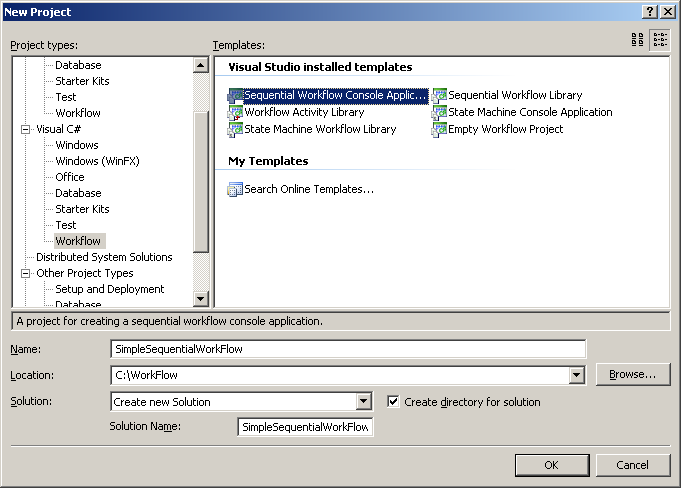 New Project
Project types:
Templates:
Database
Starter Kits
Test
Workflow
Visual C#
Windows
Windows (WinFX)
Office
Database
Starter Kits
Test
Workflow
Distributed System Solutions
Other Project Types
Setup and Deployment
Database
Visual Studio installed templates
Sequential Workflow Console Applic...
Sequential Workflow Library
Workflow Activity Library
State Machine Console Application
State Machine Workflow Library
Empty Workflow Project
My Templates
Search Online Templates...
A project for creating a sequential workflow console application.
Name:
SimpleSequentialWorkFlow
Location:
C:\WorkFlow
Browse...
Solution:
Create new Solution
Create directory for solution
Solution Name:
SimpleSequentialWorkFlow
OK
Cancel